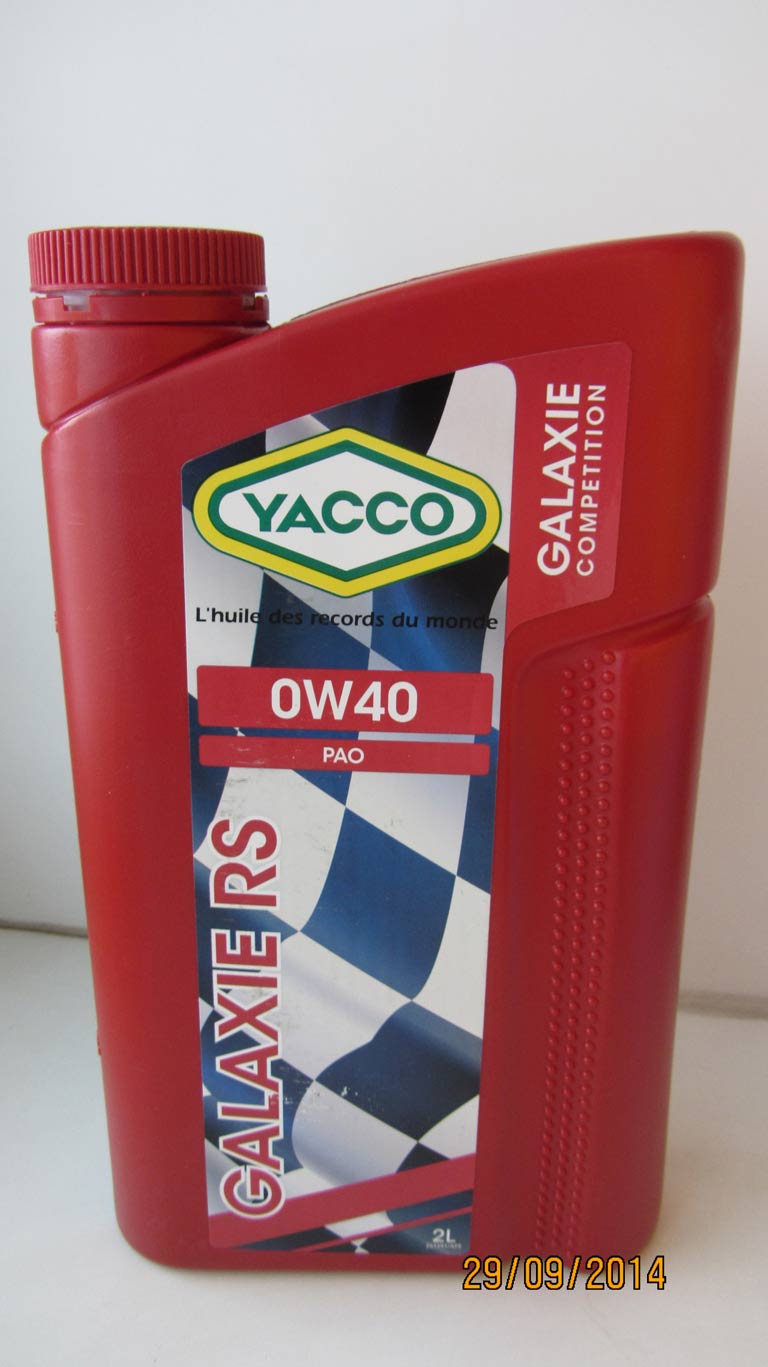 YACCO
L'huile des records du monde
GALAXIE
COMPETITION
0W40
PAO
GALAXIE RS
2L
29/09/2014